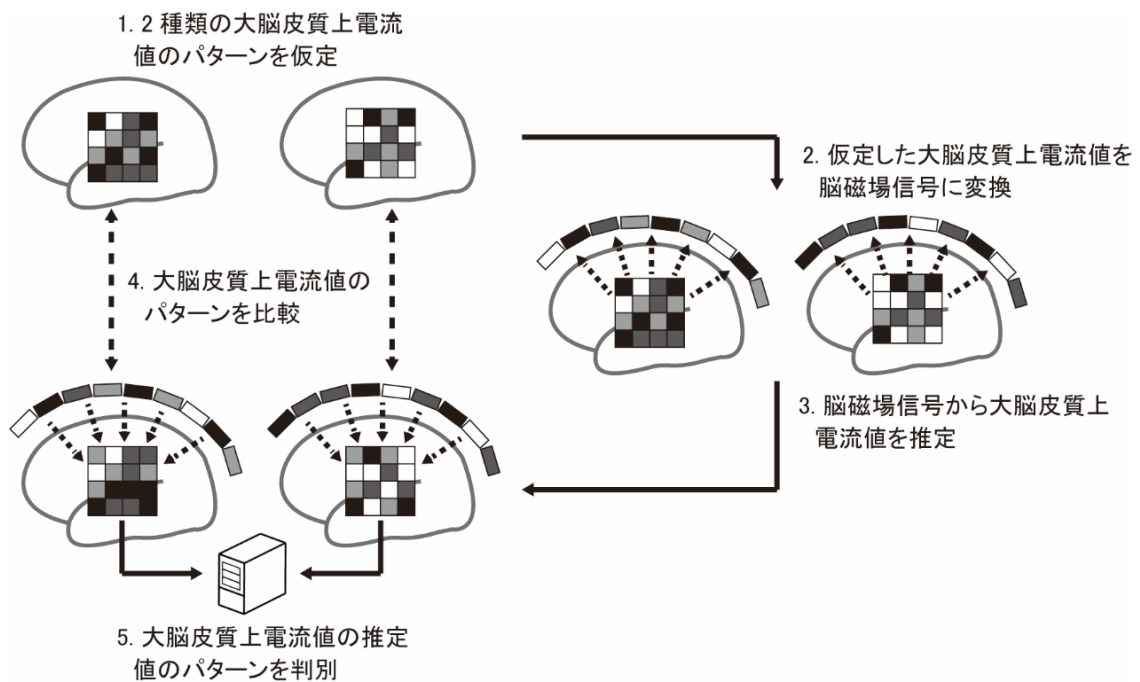 1. 2種類の大脳皮質上電流
値のパターンを仮定
2. 仮定した大脳皮質上電流値を
脳磁場信号に変換
3. 脳磁場信号から大脳皮質上
電流値を推定
4. 大脳皮質上電流値の
パターンを比較
5. 大脳皮質上電流値の推定
値のパターンを判別